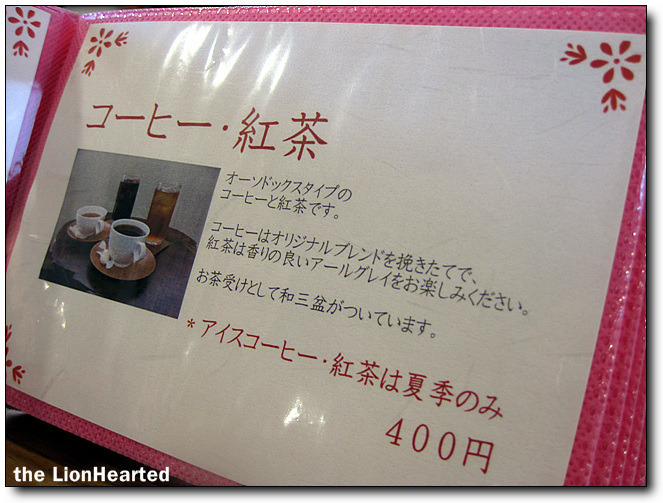 コーヒー・紅茶
オーソドックスタイプの
コーヒーと紅茶です。
コーヒーはオリジナルブレンドを挽きたてで、
紅茶は香りの良いアールグレイをお楽しみください。
お茶受けとして和三盆がついています。
*アイスコーヒー・紅茶は夏季のみ
400円
the LionHearted